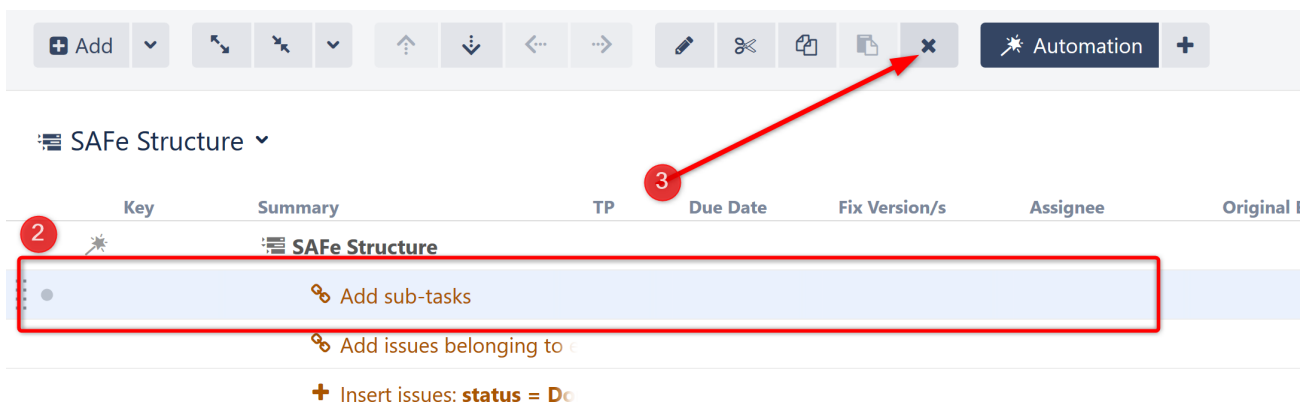 Add
Automation
SAFe Structure
3
Key Summary TP Due Date Fix Version/s Assignee Original
2
SAFe Structure
Add sub-tasks
Add issues belonging to
Insert issues: status =